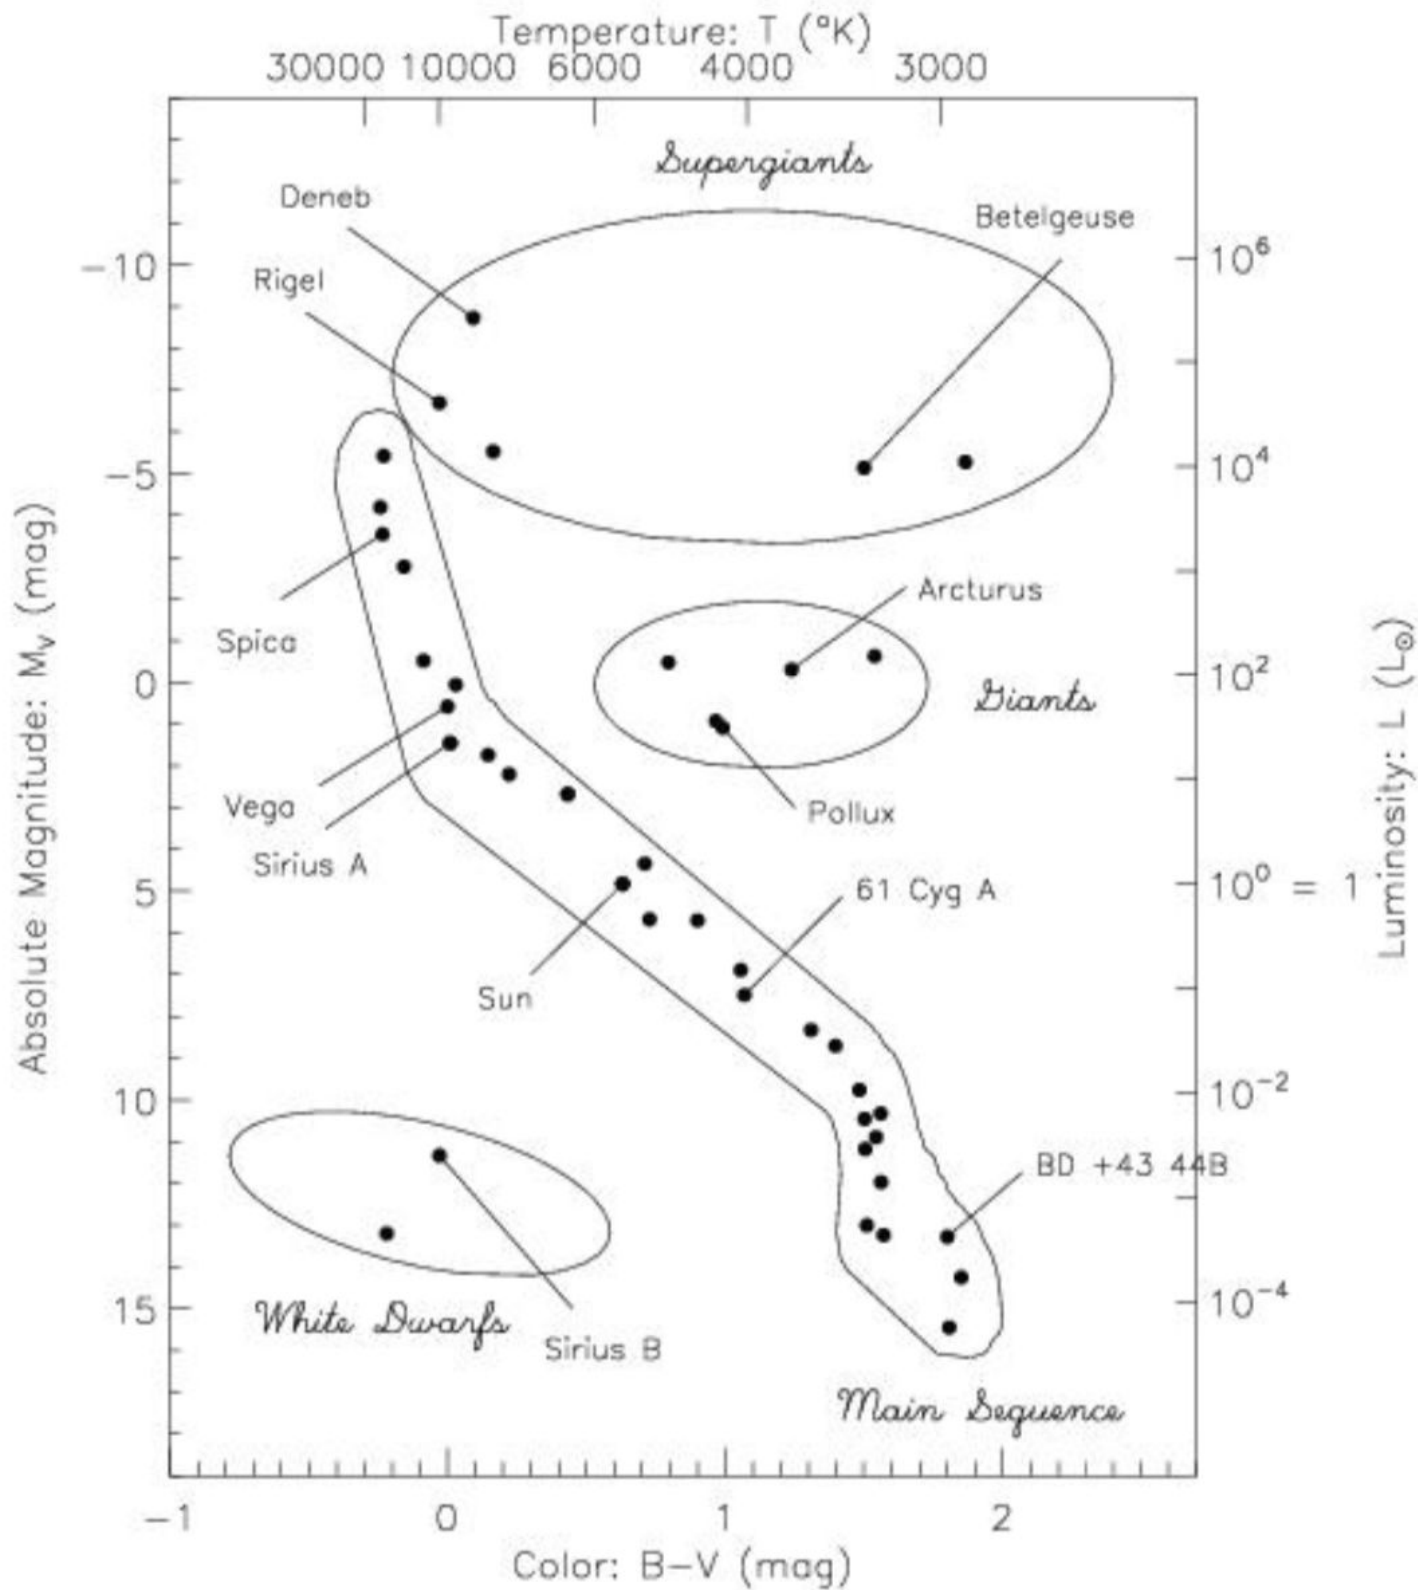 Temperature: T (°K)
30000 10000 6000 4000 3000
Supergiants
Deneb
Betelgeuse
−10
10⁶
Rigel
−5
10⁴
Arcturus
Spica
0
10²
Giants
Vega
Pollux
Sirius A
5
61 Cyg A
10⁰ = 1
Sun
10
10⁻²
BD +43 44B
15
10⁻⁴
White Dwarfs
Sirius B
Main Sequence
−1 0 1 2
Color: B−V (mag)
Absolute Magnitude: M_V (mag)
Luminosity: L (L☉)